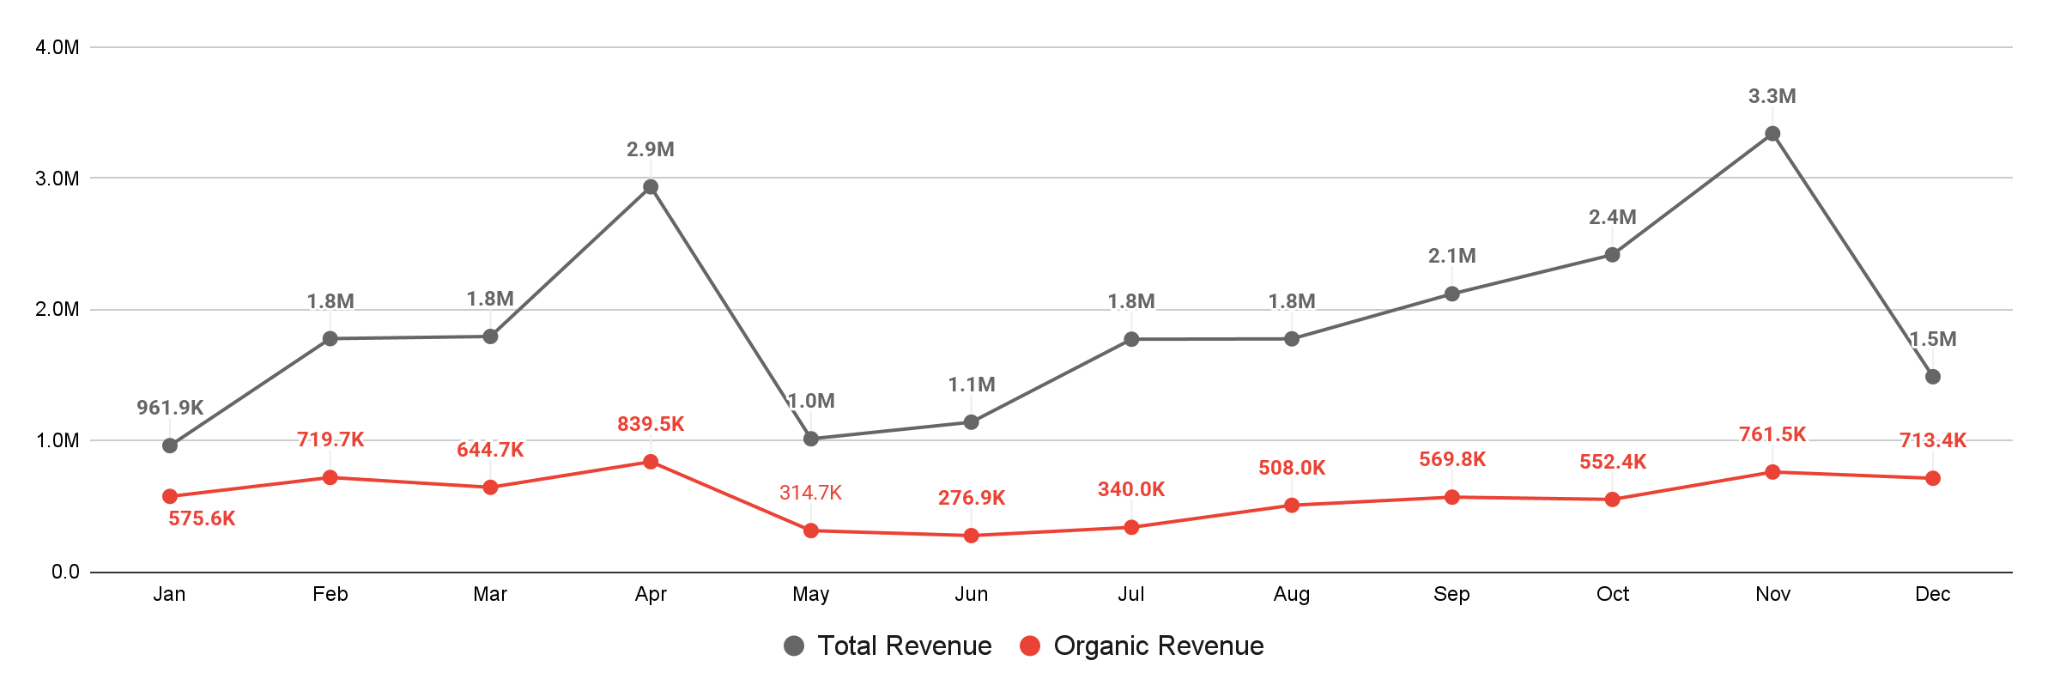 4.0M
3.0M
2.0M
1.0M
0.0
961.9K
1.8M
1.8M
2.9M
1.0M
1.1M
1.8M
1.8M
2.1M
2.4M
3.3M
1.5M
575.6K
719.7K
644.7K
839.5K
314.7K
276.9K
340.0K
508.0K
569.8K
552.4K
761.5K
713.4K
Jan Feb Mar Apr May Jun Jul Aug Sep Oct Nov Dec
Total Revenue Organic Revenue